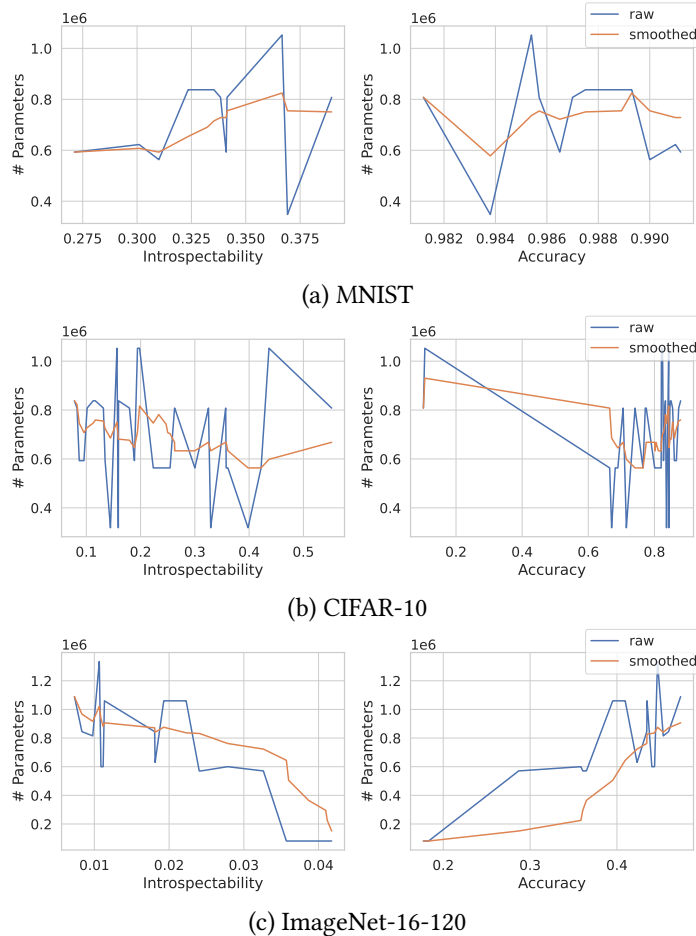 1e6
# Parameters
1.0
0.8
0.6
0.4
0.275 0.300 0.325 0.350 0.375
Introspectability
raw
smoothed
1e6
# Parameters
1.0
0.8
0.6
0.4
0.982 0.984 0.986 0.988 0.990
Accuracy
(a) MNIST
1e6
# Parameters
1.0
0.8
0.6
0.4
0.1 0.2 0.3 0.4 0.5
Introspectability
raw
smoothed
1e6
# Parameters
1.0
0.8
0.6
0.4
0.2 0.4 0.6 0.8
Accuracy
(b) CIFAR-10
1e6
# Parameters
1.2
1.0
0.8
0.6
0.4
0.2
0.01 0.02 0.03 0.04
Introspectability
raw
smoothed
1e6
# Parameters
1.2
1.0
0.8
0.6
0.4
0.2
0.2 0.3 0.4
Accuracy
(c) ImageNet-16-120